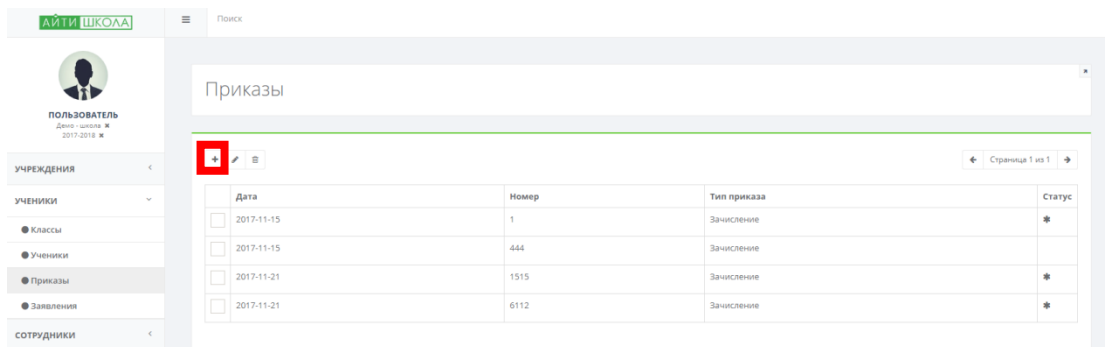 АЙТИ ШКОЛА
Поиск
ПОЛЬЗОВАТЕЛЬ
Демо - школа ✖
2017-2018 ✖
УЧРЕЖДЕНИЯ
УЧЕНИКИ
Классы
Ученики
Приказы
Заявления
СОТРУДНИКИ
Приказы
Страница 1 из 1
Дата Номер Тип приказа Статус
2017-11-15 1 Зачисление ✱
2017-11-15 444 Зачисление
2017-11-21 1515 Зачисление ✱
2017-11-21 6112 Зачисление ✱